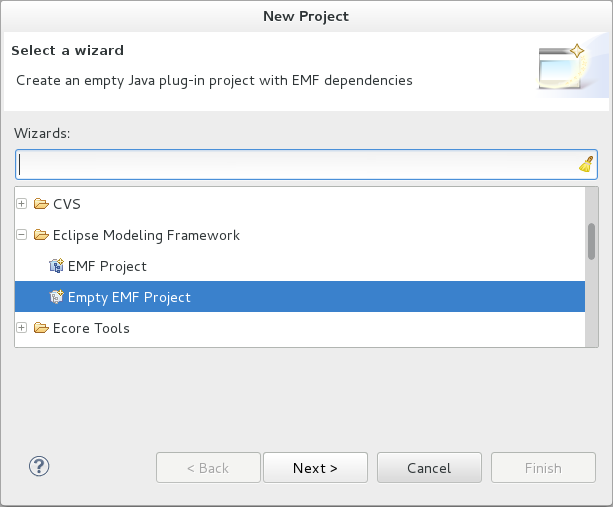 New Project
Select a wizard
Create an empty Java plug-in project with EMF dependencies
Wizards:
CVS
Eclipse Modeling Framework
EMF Project
Empty EMF Project
Ecore Tools
?
< Back
Next >
Cancel
Finish